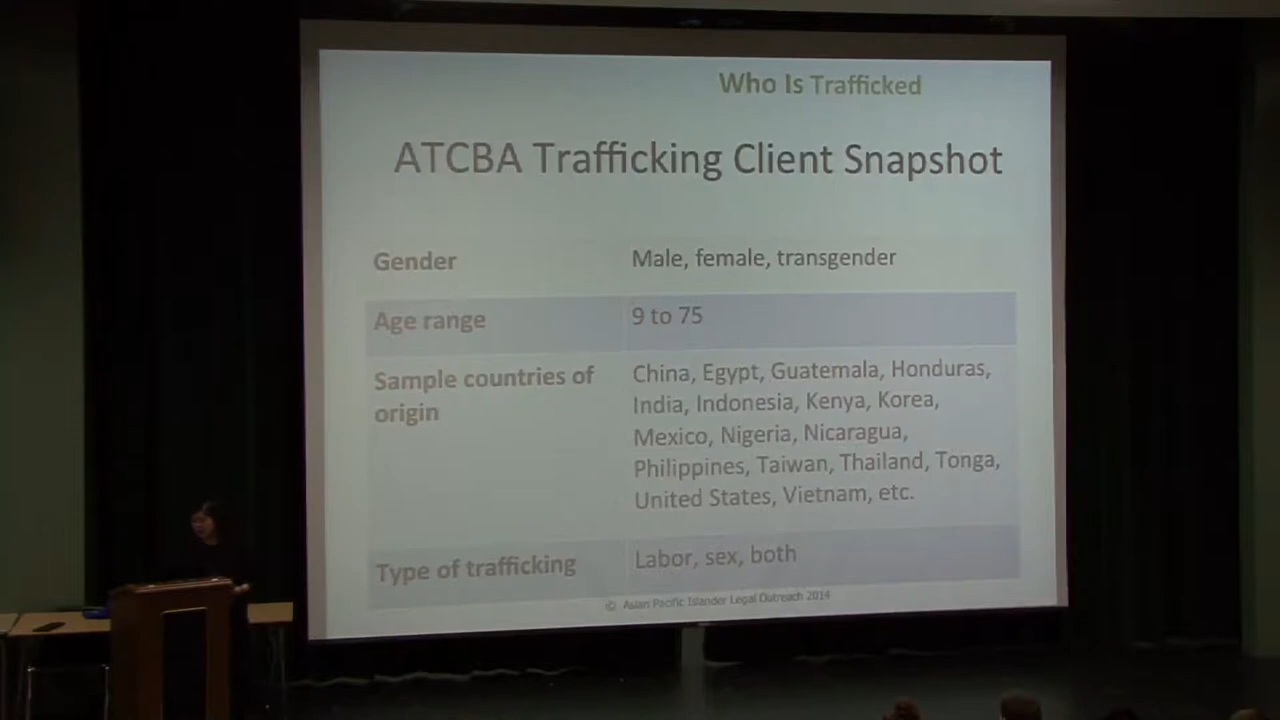 Who Is Trafficked
ATCBA Trafficking Client Snapshot
Gender
Male, female, transgender
Age range
9 to 75
Sample countries of
origin
China, Egypt, Guatemala, Honduras,
India, Indonesia, Kenya, Korea,
Mexico, Nigeria, Nicaragua,
Philippines, Taiwan, Thailand, Tonga,
United States, Vietnam, etc.
Type of trafficking
Labor, sex, both
© Asian Pacific Islander Legal Outreach 2014